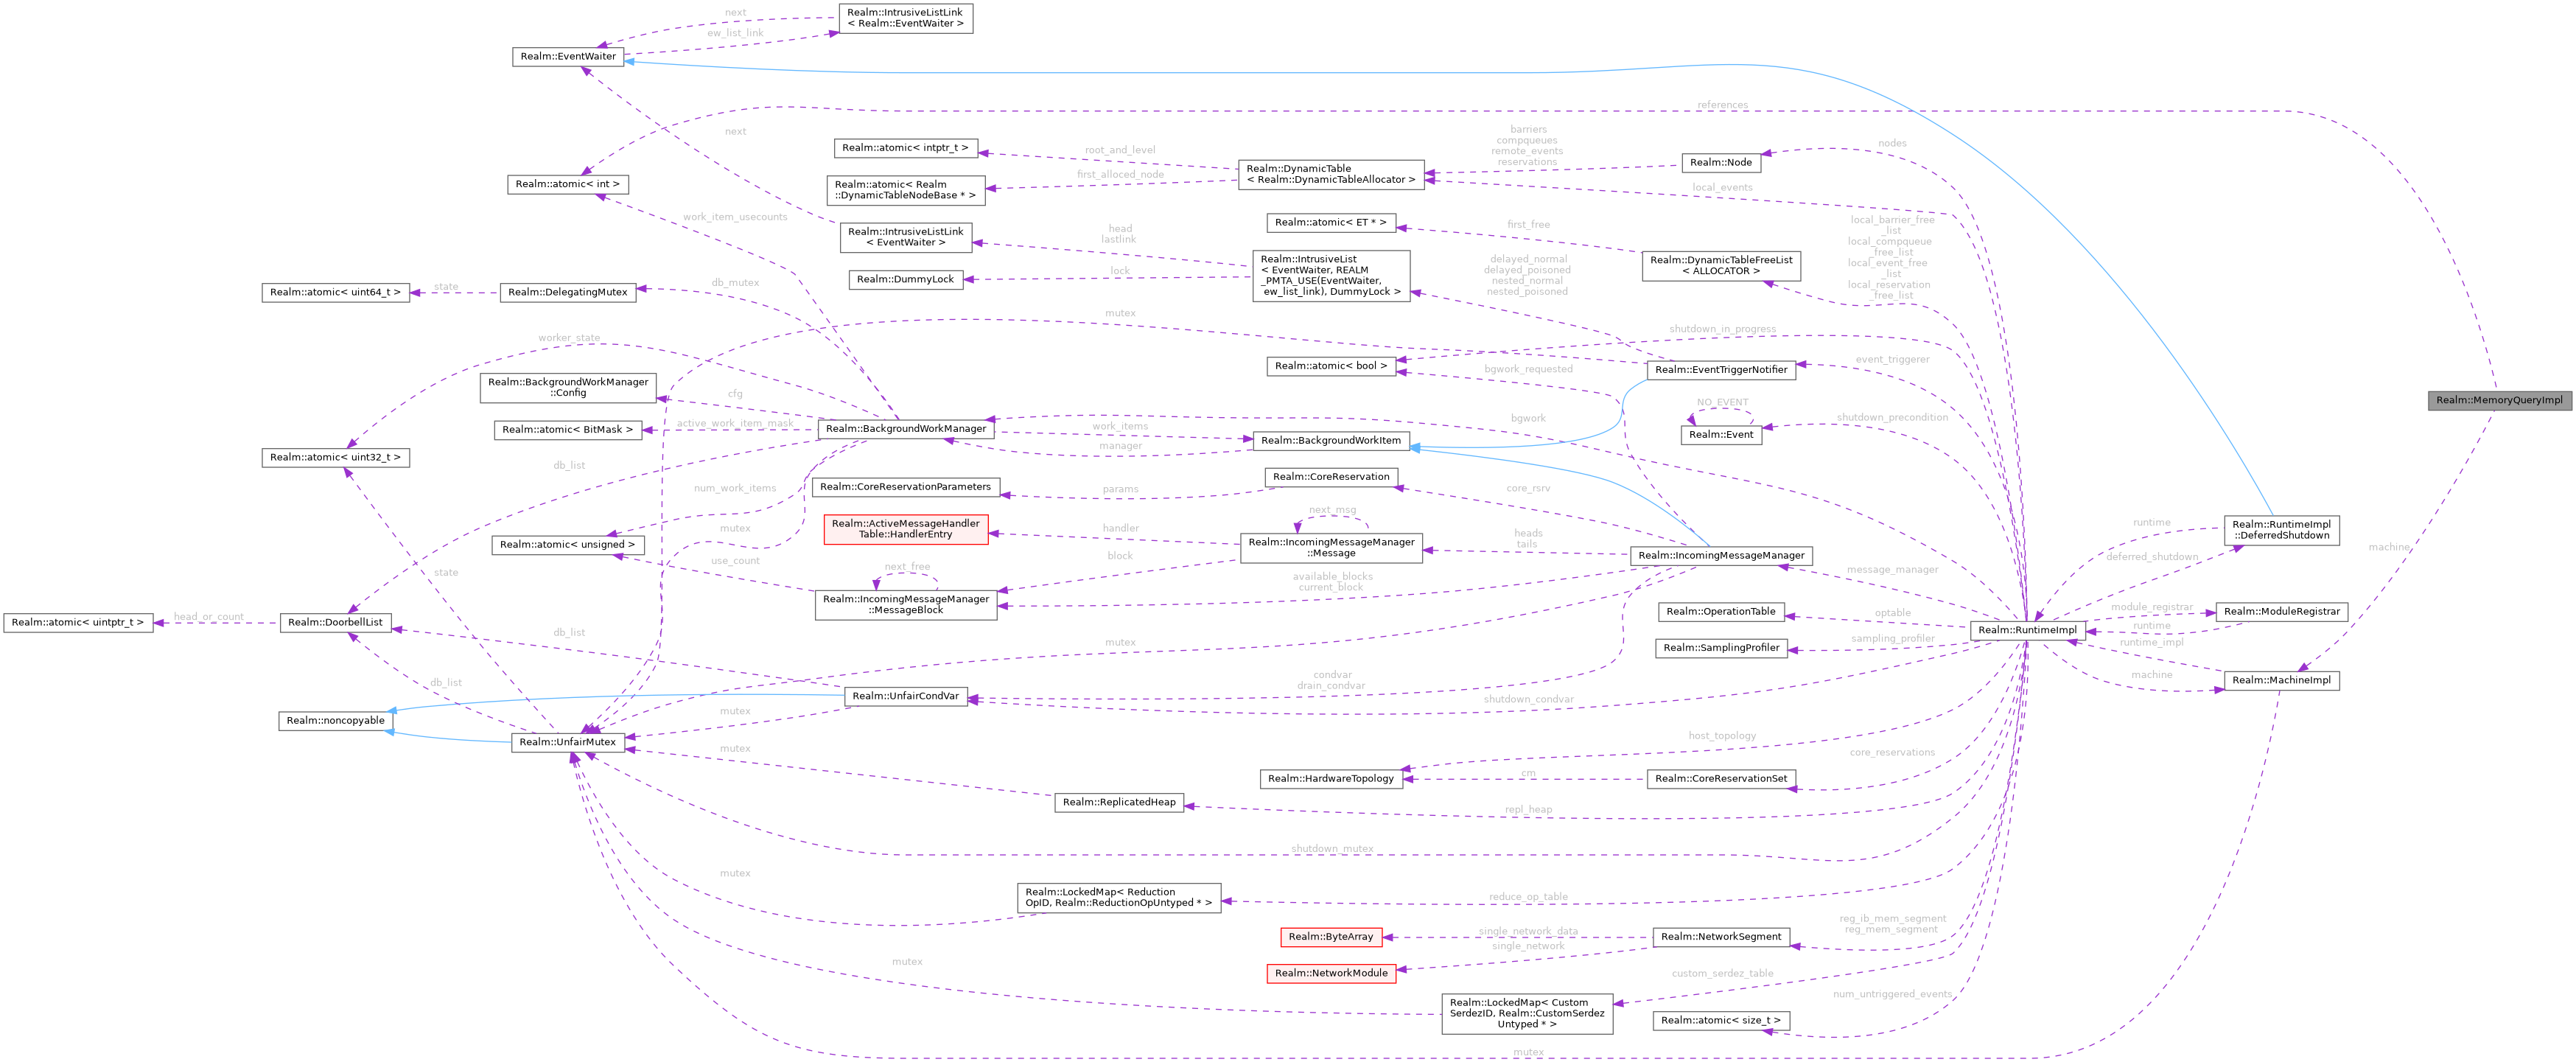 Realm::IntrusiveListLink
< Realm::EventWaiter >
next
ew_list_link
Realm::EventWaiter
references
next
barriers
compqueues
remote_events
reservations
nodes
Realm::atomic< intptr_t >
root_and_level
Realm::DynamicTable
< Realm::DynamicTableAllocator >
Realm::Node
Realm::atomic< int >
Realm::atomic< Realm
::DynamicTableNodeBase * >
first_alloced_node
local_events
work_item_usecounts
Realm::IntrusiveListLink
< EventWaiter >
head
lastlink
Realm::atomic< ET * >
first_free
local_barrier_free
_list
local_compqueue
_free_list
local_event_free
_list
local_reservation
_free_list
Realm::DummyLock
lock
Realm::IntrusiveList
< EventWaiter, REALM
_PMTA_USE(EventWaiter,
ew_list_link), DummyLock >
delayed_normal
delayed_poisoned
nested_normal
nested_poisoned
Realm::DynamicTableFreeList
< ALLOCATOR >
Realm::atomic< uint64_t >
state
Realm::DelegatingMutex
db_mutex
mutex
shutdown_in_progress
worker_state
Realm::atomic< bool >
bgwork_requested
Realm::EventTriggerNotifier
event_triggerer
Realm::BackgroundWorkManager
::Config
cfg
Realm::MemoryQueryImpl
NO_EVENT
Realm::Event
shutdown_precondition
Realm::atomic< BitMask >
active_work_item_mask
Realm::BackgroundWorkManager
work_items
manager
Realm::BackgroundWorkItem
bgwork
Realm::atomic< uint32_t >
db_list
num_work_items
Realm::CoreReservationParameters
params
Realm::CoreReservation
core_rsrv
mutex
Realm::ActiveMessageHandler
Table::HandlerEntry
handler
next_msg
Realm::IncomingMessageManager
::Message
heads
tails
Realm::IncomingMessageManager
runtime
Realm::RuntimeImpl
::DeferredShutdown
Realm::atomic< unsigned >
use_count
block
deferred_shutdown
machine
state
next_free
Realm::IncomingMessageManager
::MessageBlock
available_blocks
current_block
message_manager
Realm::atomic< uintptr_t >
head_or_count
Realm::DoorbellList
db_list
Realm::OperationTable
optable
Realm::RuntimeImpl
module_registrar
runtime
Realm::ModuleRegistrar
mutex
Realm::SamplingProfiler
sampling_profiler
runtime_impl
machine
Realm::MachineImpl
db_list
Realm::UnfairCondVar
condvar
drain_condvar
shutdown_condvar
Realm::noncopyable
mutex
Realm::UnfairMutex
mutex
host_topology
core_reservations
Realm::HardwareTopology
cm
Realm::CoreReservationSet
Realm::ReplicatedHeap
repl_heap
shutdown_mutex
mutex
Realm::LockedMap< Reduction
OpID, Realm::ReductionOpUntyped * >
reduce_op_table
Realm::ByteArray
single_network_data
single_network
Realm::NetworkSegment
reg_ib_mem_segment
reg_mem_segment
Realm::NetworkModule
mutex
custom_serdez_table
Realm::LockedMap< Custom
SerdezID, Realm::CustomSerdez
Untyped * >
Realm::atomic< size_t >
num_untriggered_events
mutex